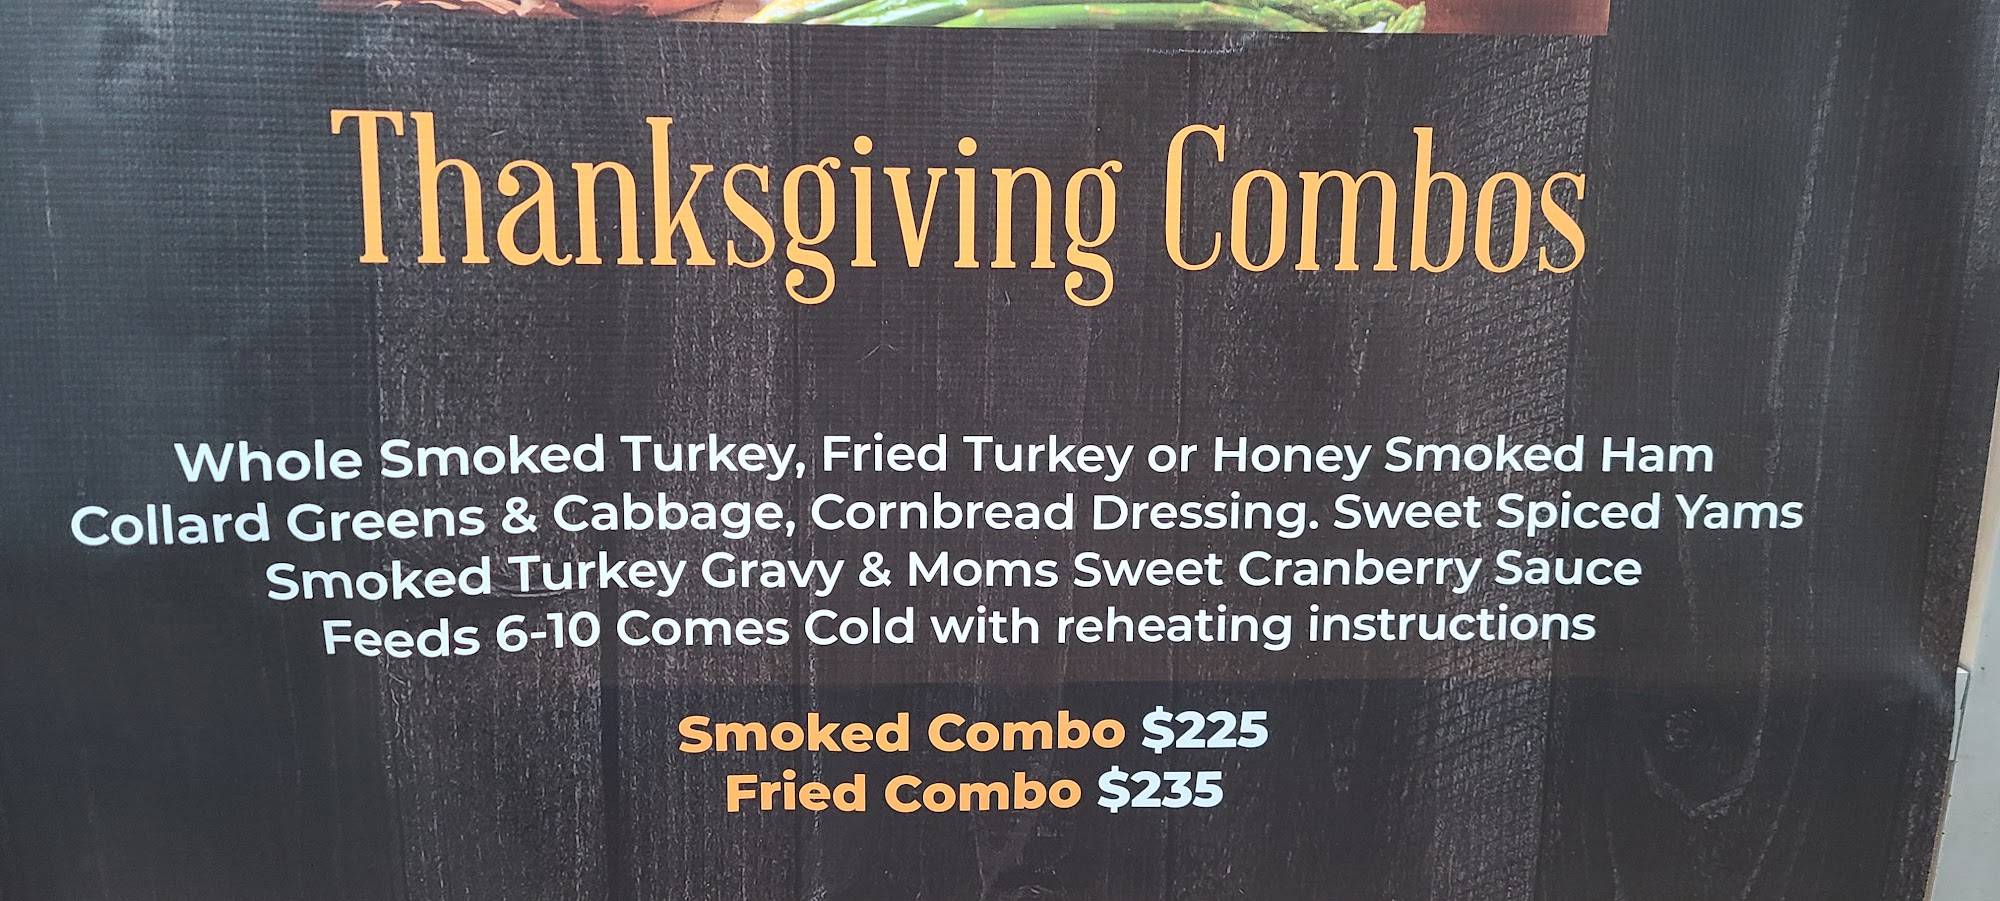 Thanksgiving Combos
Whole Smoked Turkey, Fried Turkey or Honey Smoked Ham
Collard Greens & Cabbage, Cornbread Dressing. Sweet Spiced Yams
Smoked Turkey Gravy & Moms Sweet Cranberry Sauce
Feeds 6-10 Comes Cold with reheating instructions
Smoked Combo $225
Fried Combo $235